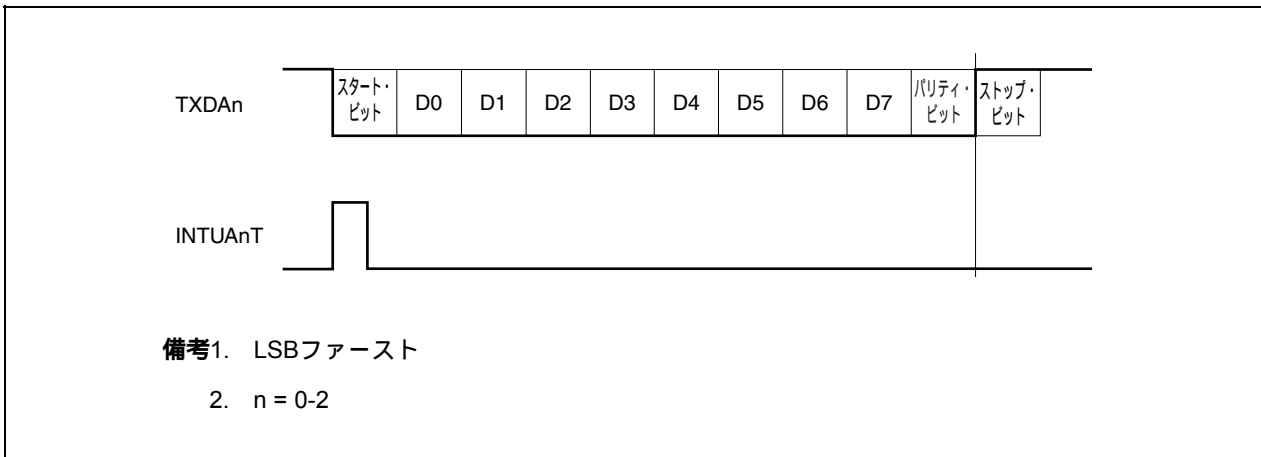 TXDAn スタート・ビット D0 D1 D2 D3 D4 D5 D6 D7 パリティ・ビット ストップ・ビット
INTUAnT
備考1. LSBファースト
2. n = 0-2